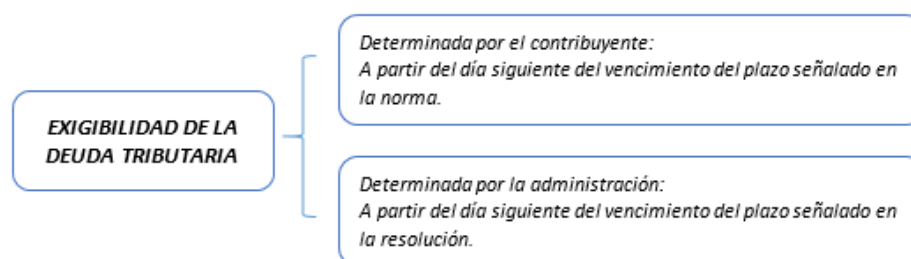 EXIGIBILIDAD DE LA
DEUDA TRIBUTARIA
Determinada por el contribuyente:
A partir del día siguiente del vencimiento del plazo señalado en
la norma.
Determinada por la administración:
A partir del día siguiente del vencimiento del plazo señalado en
la resolución.